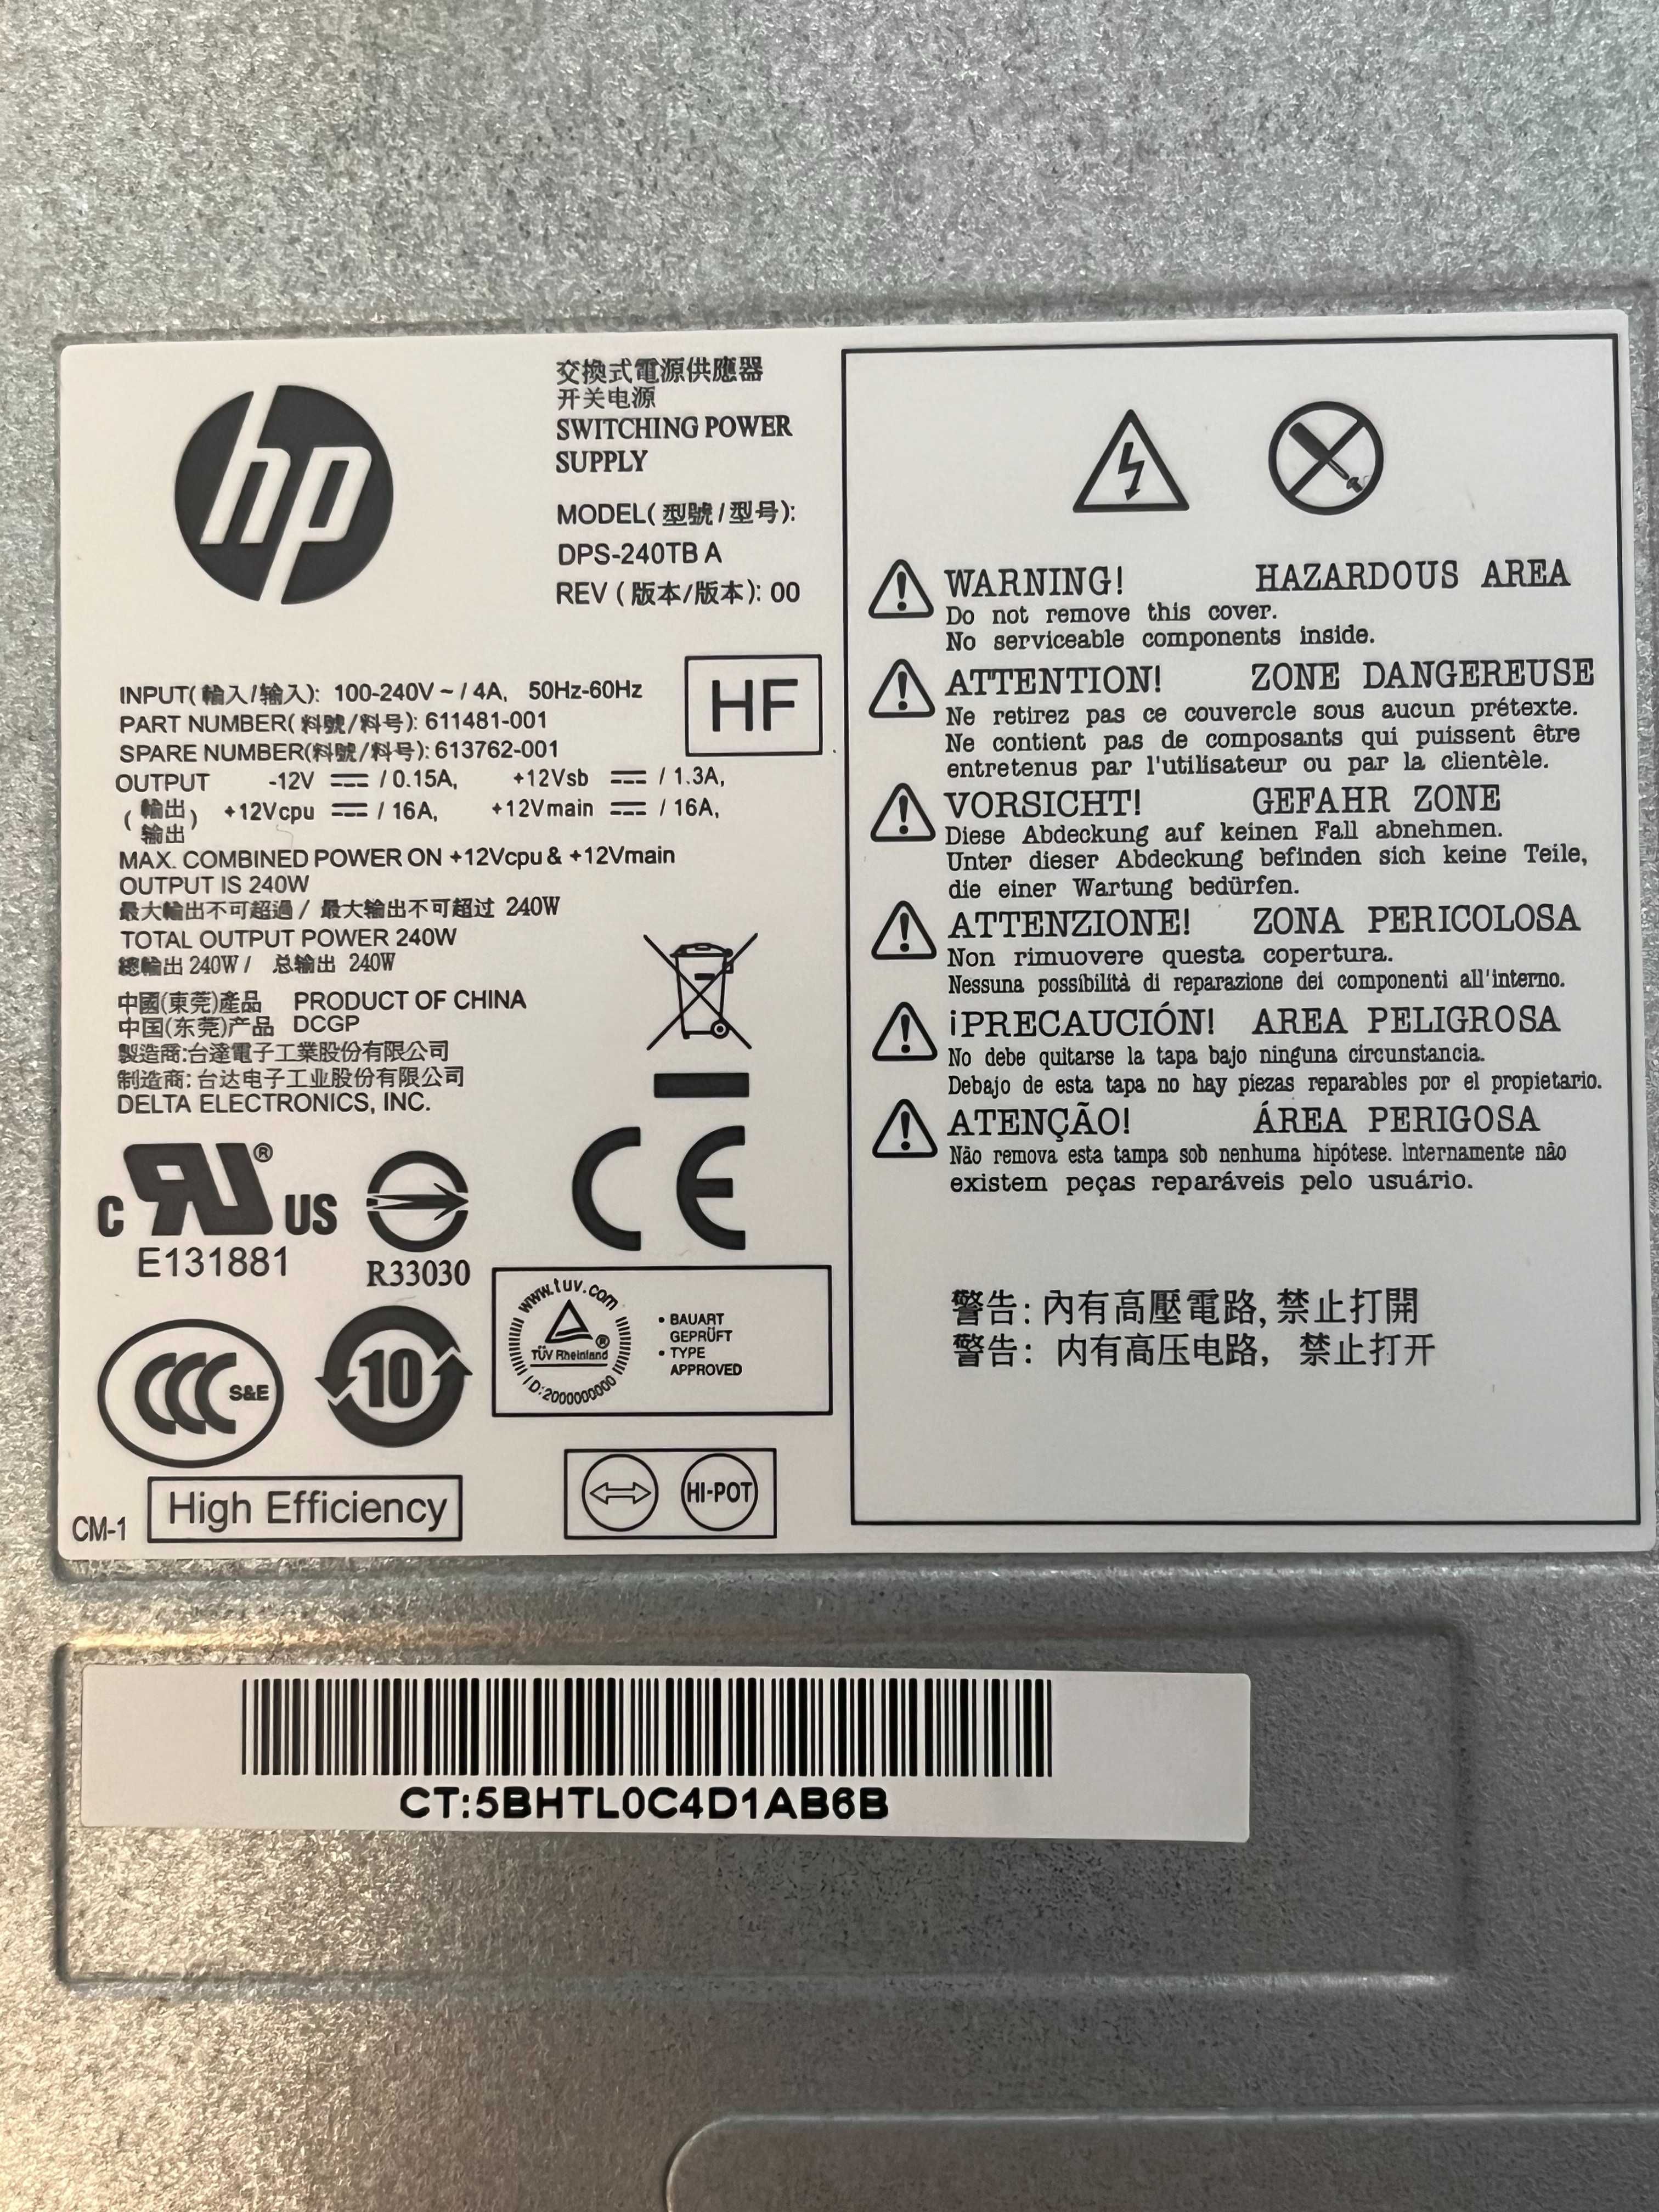 hp
交換式電源供應器
开关电源
SWITCHING POWER
SUPPLY
MODEL(型號/型号):
DPS-240TB A
REV (版本/版本): 00
INPUT(輸入/输入): 100-240V~/4A, 50Hz-60Hz
PART NUMBER(料號/料号): 611481-001
SPARE NUMBER(料號/料号): 613762-001
HF
OUTPUT -12V ⎓ / 0.15A, +12Vsb ⎓ / 1.3A,
(輸出/输出) +12Vcpu ⎓ / 16A, +12Vmain ⎓ / 16A,
MAX. COMBINED POWER ON +12Vcpu & +12Vmain
OUTPUT IS 240W
最大輸出不可超過 / 最大输出不可超过 240W
TOTAL OUTPUT POWER 240W
總輸出 240W / 总输出 240W
中國(東莞)產品 PRODUCT OF CHINA
中国(东莞)产品 DCGP
製造商:台達電子工業股份有限公司
制造商: 台达电子工业股份有限公司
DELTA ELECTRONICS, INC.
C RU ® US
E131881
R33030
CE
CCC S&E
10
www.tuv.com
TÜV Rheinland ®
ID:2000000000
• BAUART
GEPRÜFT
• TYPE
APPROVED
CM-1
High Efficiency
HI-POT
WARNING! HAZARDOUS AREA
Do not remove this cover.
No serviceable components inside.
ATTENTION! ZONE DANGEREUSE
Ne retirez pas ce couvercle sous aucun prétexte.
Ne contient pas de composants qui puissent être
entretenus par l'utilisateur ou par la clientèle.
VORSICHT! GEFAHR ZONE
Diese Abdeckung auf keinen Fall abnehmen.
Unter dieser Abdeckung befinden sich keine Teile,
die einer Wartung bedürfen.
ATTENZIONE! ZONA PERICOLOSA
Non rimuovere questa copertura.
Nessuna possibilità di reparazione dei componenti all'interno.
¡PRECAUCIÓN! AREA PELIGROSA
No debe quitarse la tapa bajo ninguna circunstancia.
Debajo de esta tapa no hay piezas reparables por el propietario.
ATENÇÃO! ÁREA PERIGOSA
Não remova esta tampa sob nenhuma hipótese. Internamente não
existem peças reparáveis pelo usuário.
警告: 內有高壓電路, 禁止打開
警告: 内有高压电路, 禁止打开
CT:5BHTL0C4D1AB6B